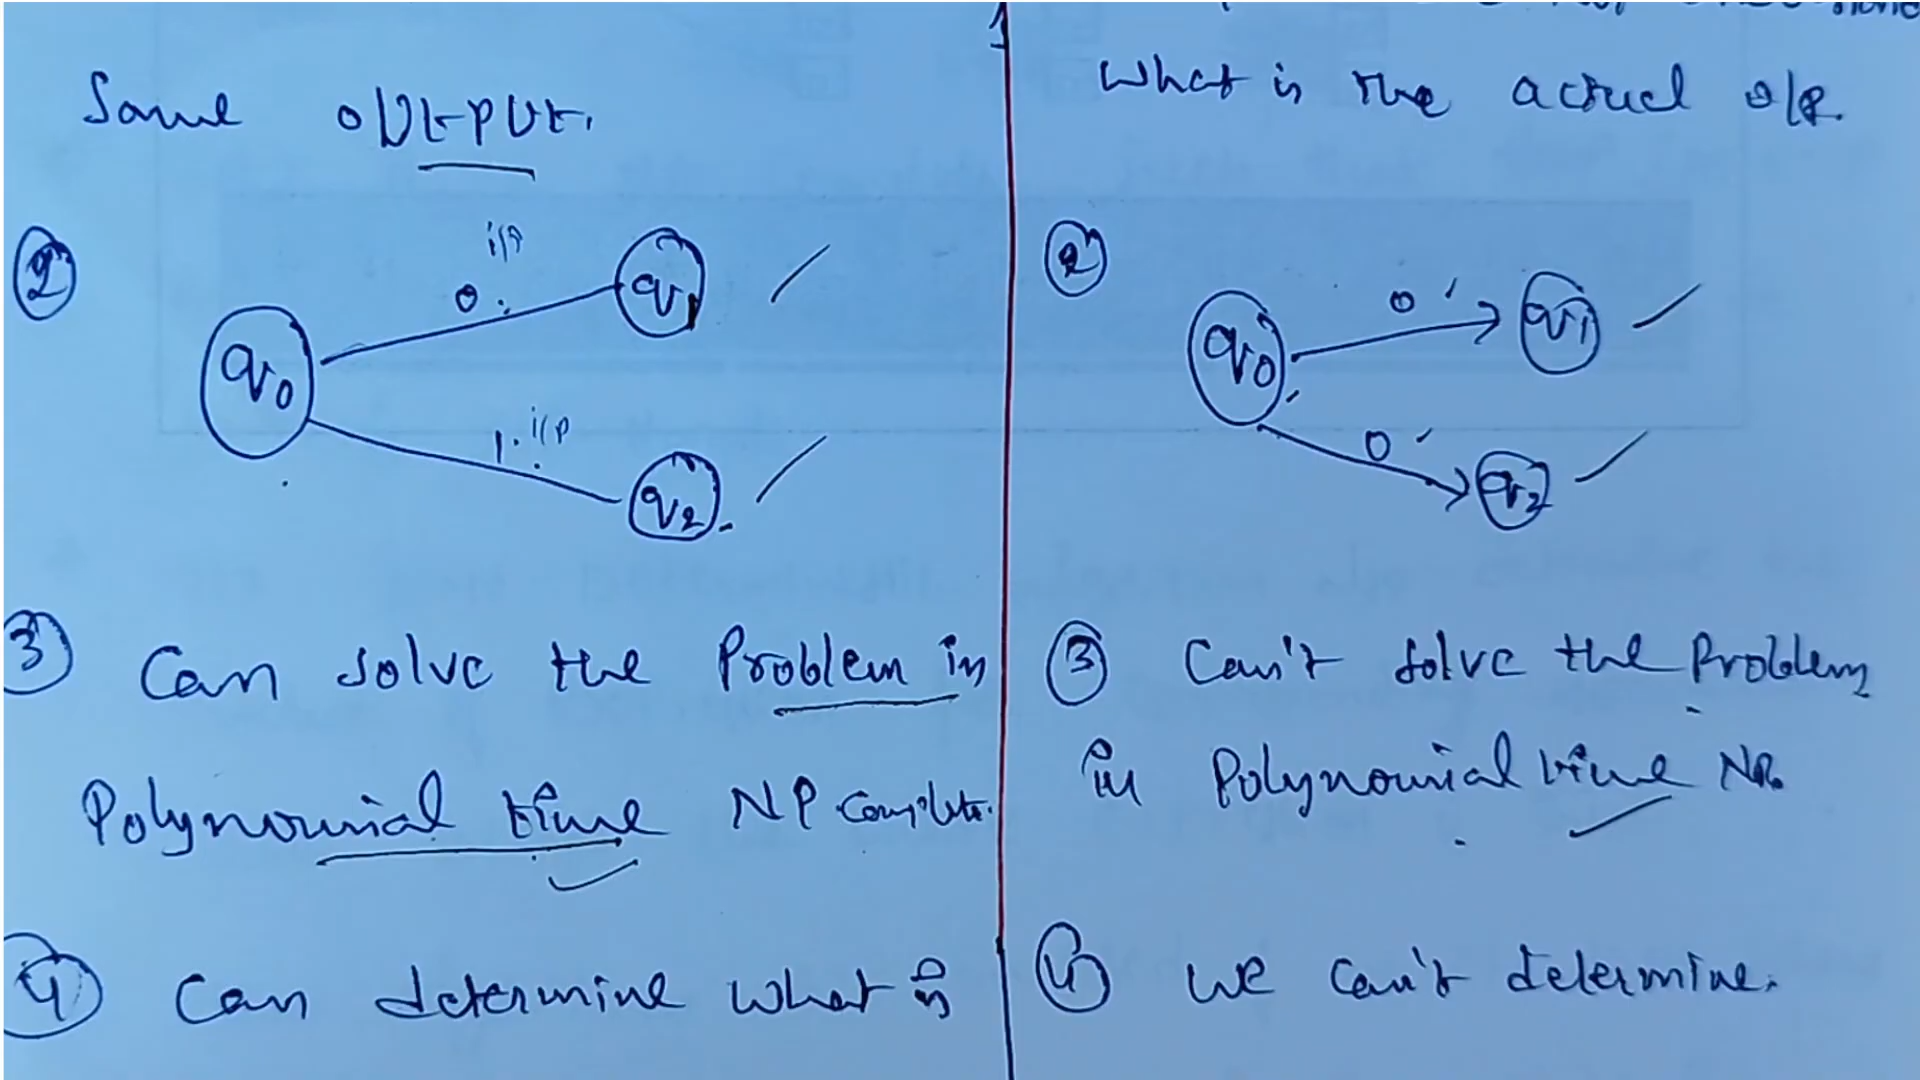 Same output.
②
i/p
0
q0
q1
1. i/p
q2
③ Can solve the Problem in
Polynomial time NP complete.
④ Can determine what is
What is the actual o/p.
②
q0
0
q1
0
q2
③ Can't solve the Problem
in Polynomial time NP.
④ we can't determine.